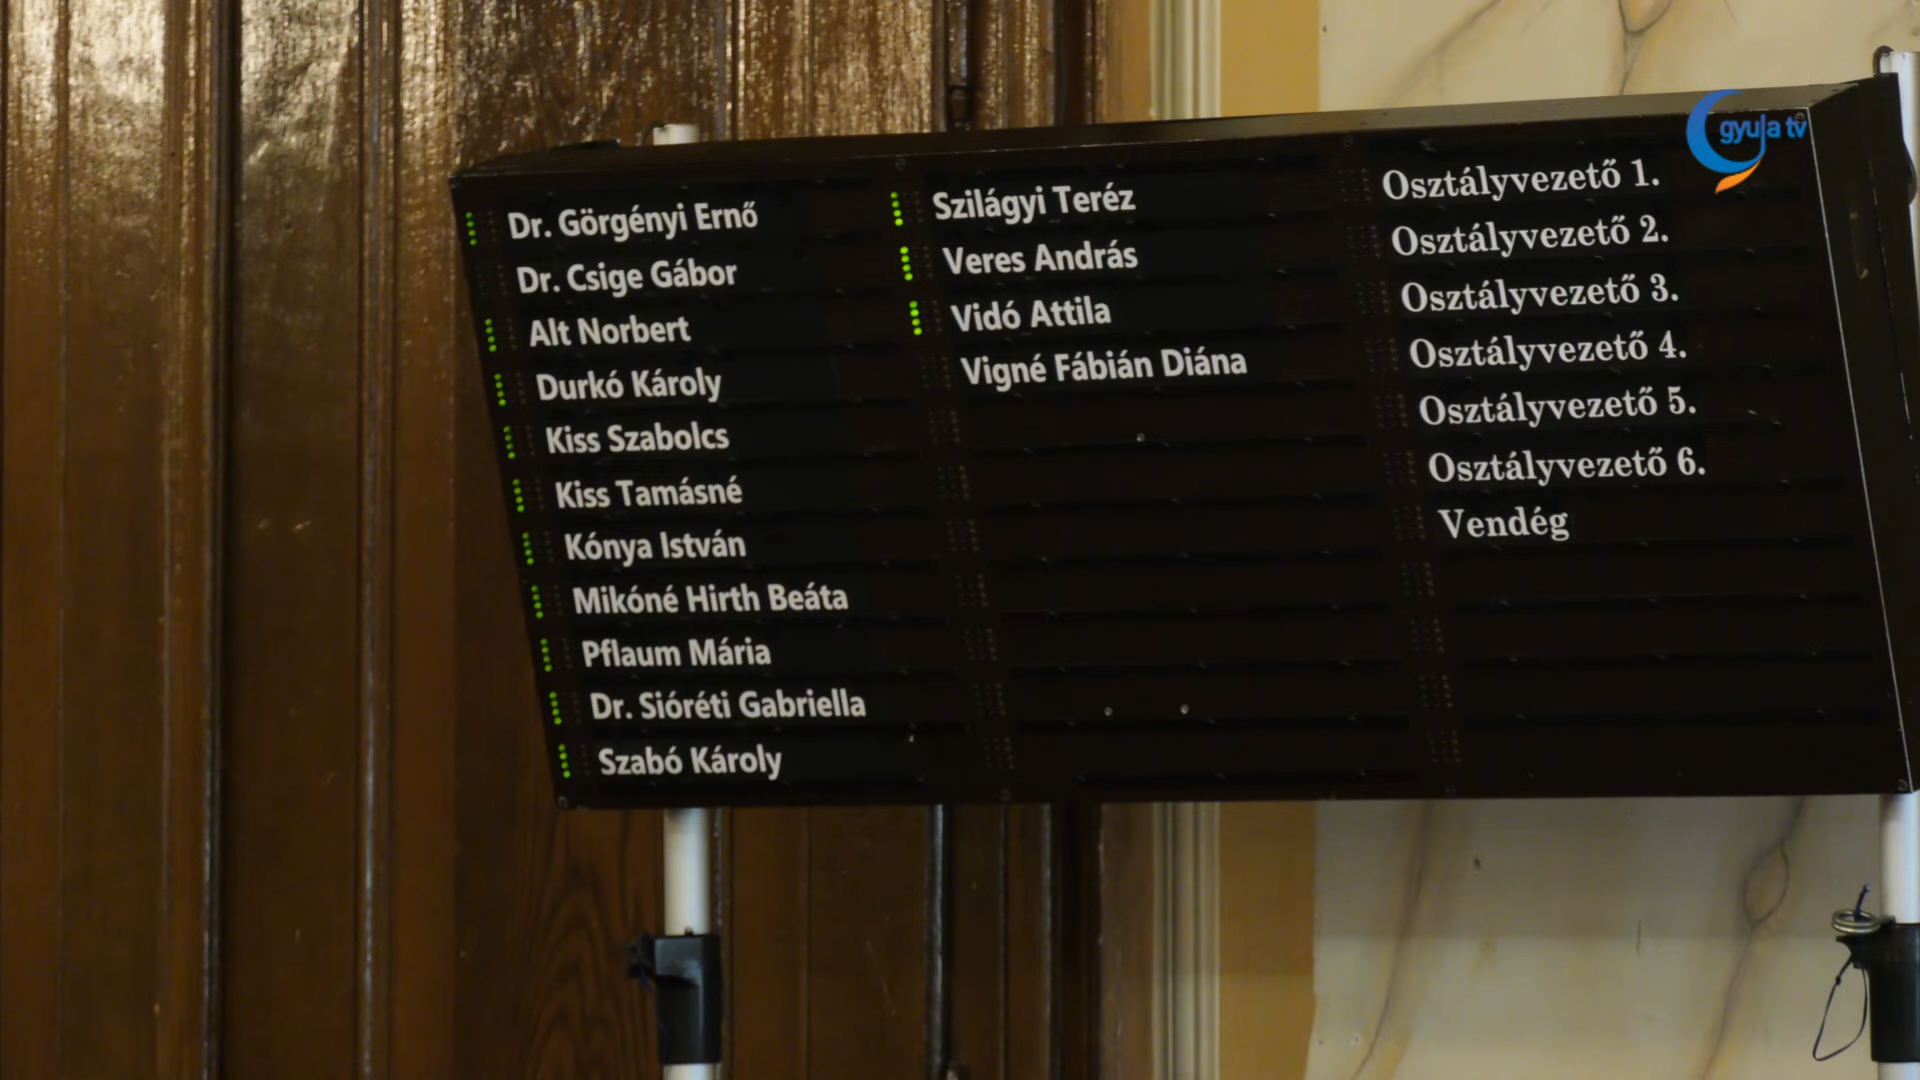 gyula tv
Dr. Görgényi Ernő
Dr. Csige Gábor
Alt Norbert
Durkó Károly
Kiss Szabolcs
Kiss Tamásné
Kónya István
Mikóné Hirth Beáta
Pflaum Mária
Dr. Sióréti Gabriella
Szabó Károly
Szilágyi Teréz
Veres András
Vidó Attila
Vigné Fábián Diána
Osztályvezető 1.
Osztályvezető 2.
Osztályvezető 3.
Osztályvezető 4.
Osztályvezető 5.
Osztályvezető 6.
Vendég